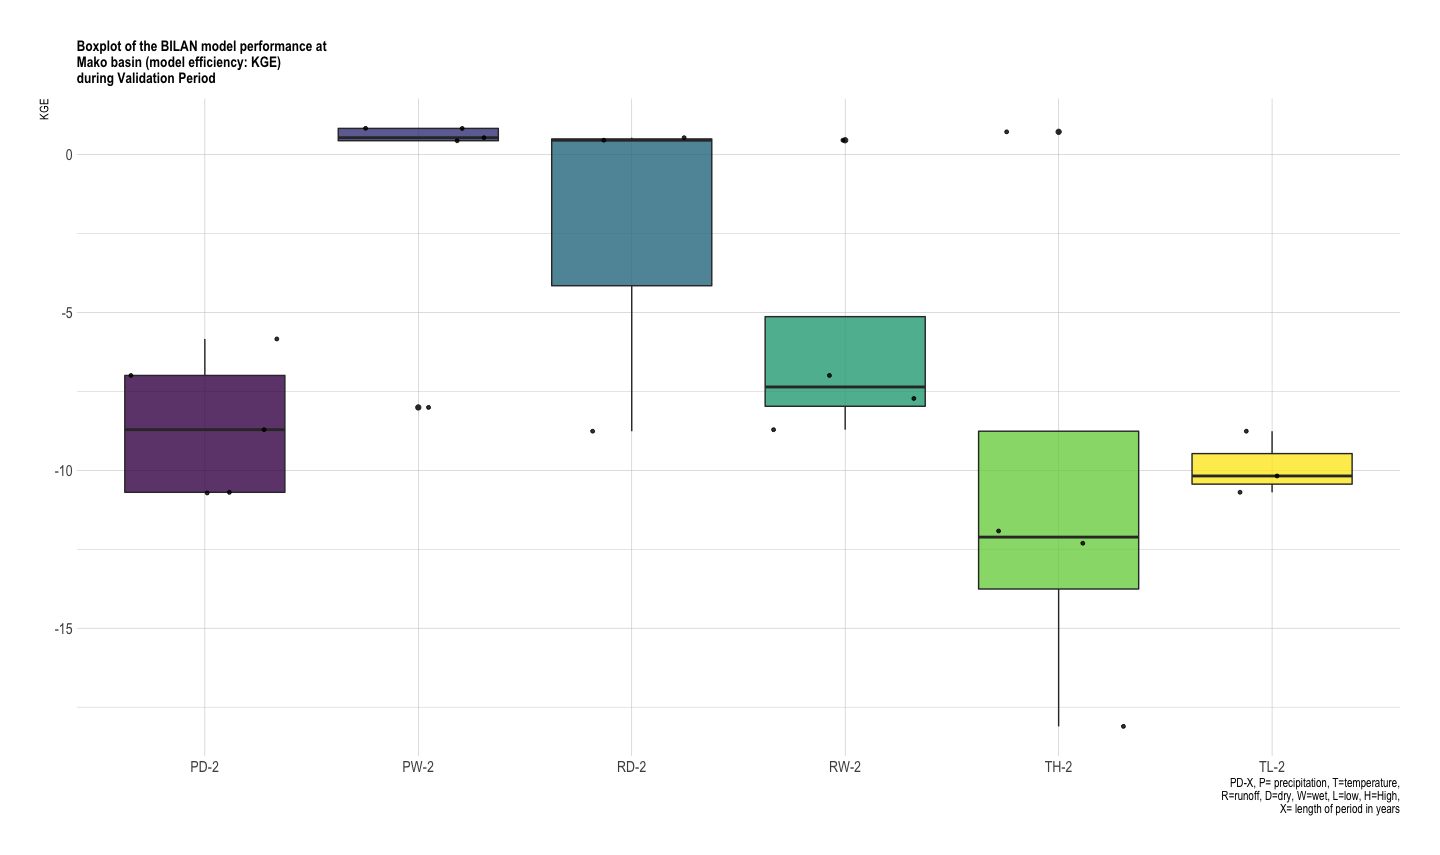 Boxplot of the BILAN model performance at
Mako basin (model efficiency: KGE)
during Validation Period
KGE
0
-5
-10
-15
PD-2
PW-2
RD-2
RW-2
TH-2
TL-2
PD-X, P= precipitation, T=temperature,
R=runoff, D=dry, W=wet, L=low, H=High,
X= length of period in years